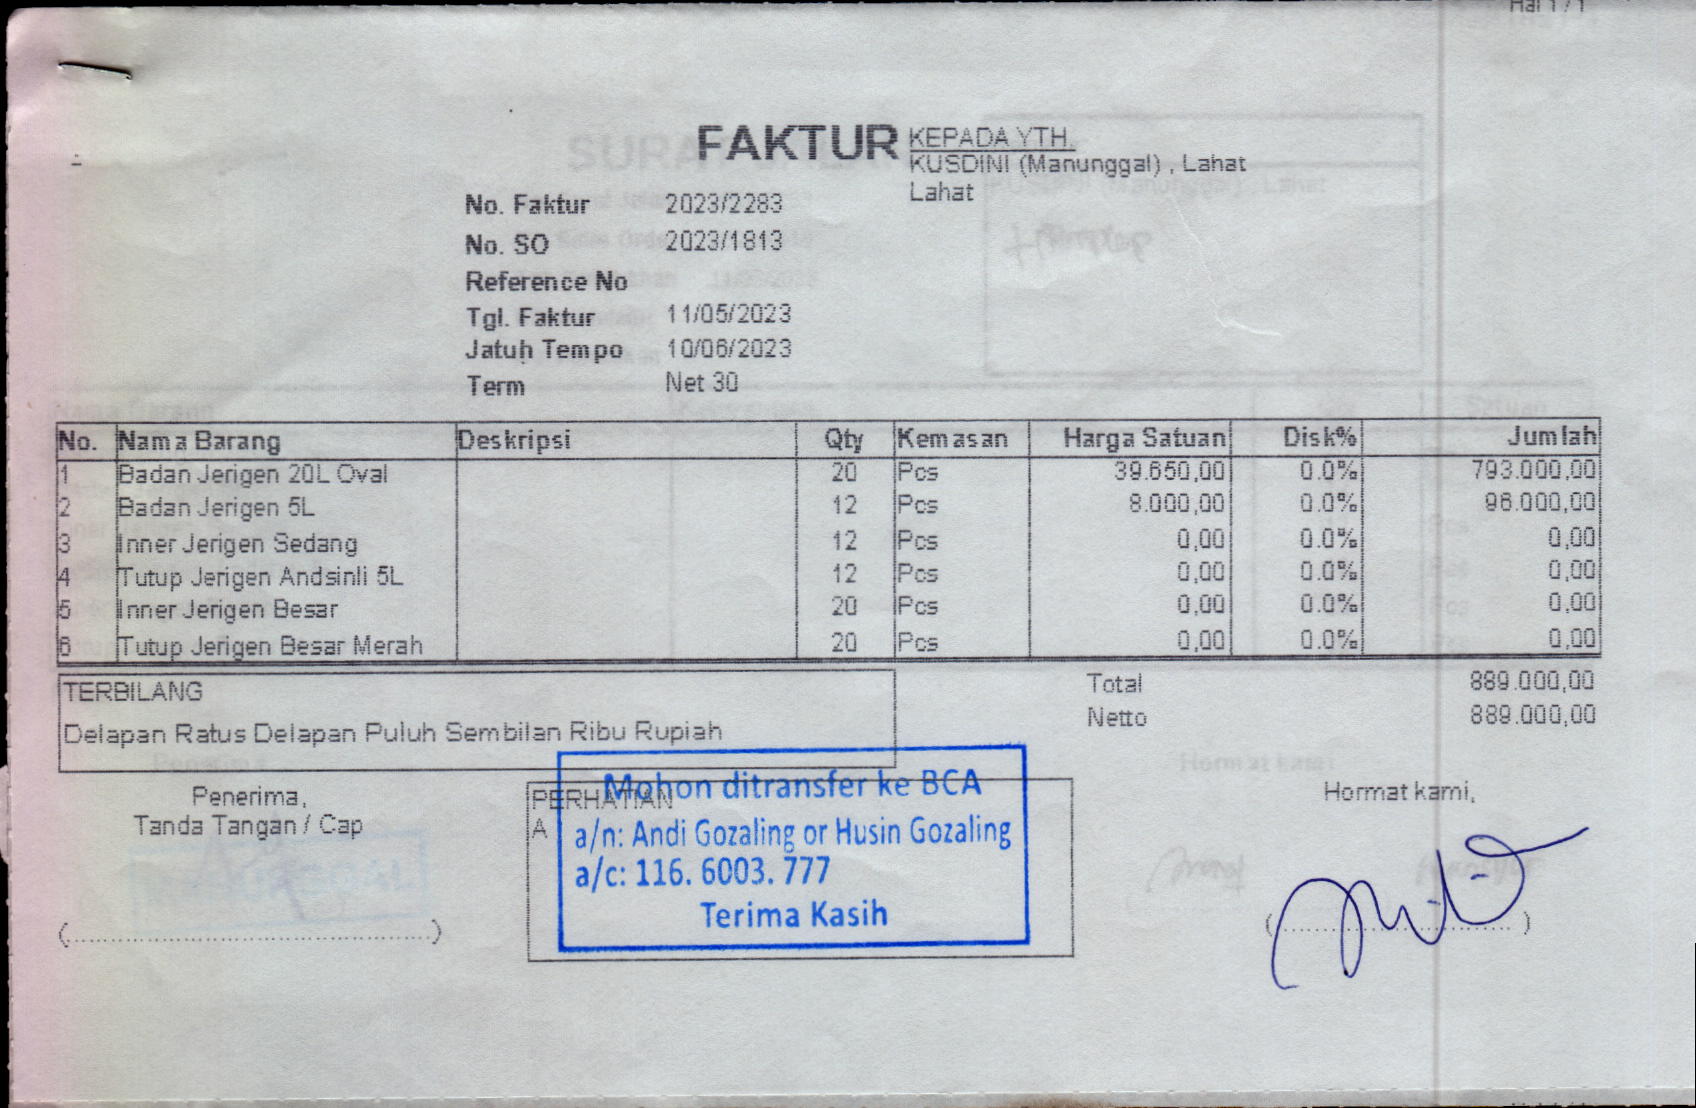 Hal 1 / 1
FAKTUR
KEPADA YTH.
KUSDINI (Manunggal) , Lahat
Lahat
No. Faktur 2023/2283
No. SO 2023/1813
Reference No
Tgl. Faktur 11/05/2023
Jatuh Tempo 10/06/2023
Term Net 30
No. Nama Barang Deskripsi Qty Kemasan Harga Satuan Disk% Jumlah
1 Badan Jerigen 20L Oval 20 Pcs 39.650,00 0.0% 793.000,00
2 Badan Jerigen 5L 12 Pcs 8.000,00 0.0% 96.000,00
3 Inner Jerigen Sedang 12 Pcs 0,00 0.0% 0,00
4 Tutup Jerigen Andsinli 5L 12 Pcs 0,00 0.0% 0,00
5 Inner Jerigen Besar 20 Pcs 0,00 0.0% 0,00
6 Tutup Jerigen Besar Merah 20 Pcs 0,00 0.0% 0,00
TERBILANG
Delapan Ratus Delapan Puluh Sembilan Ribu Rupiah
Total 889.000,00
Netto 889.000,00
Penerima,
Tanda Tangan / Cap
PERHATIAN
A
Mohon ditransfer ke BCA
a/n: Andi Gozaling or Husin Gozaling
a/c: 116. 6003. 777
Terima Kasih
Hormat kami,